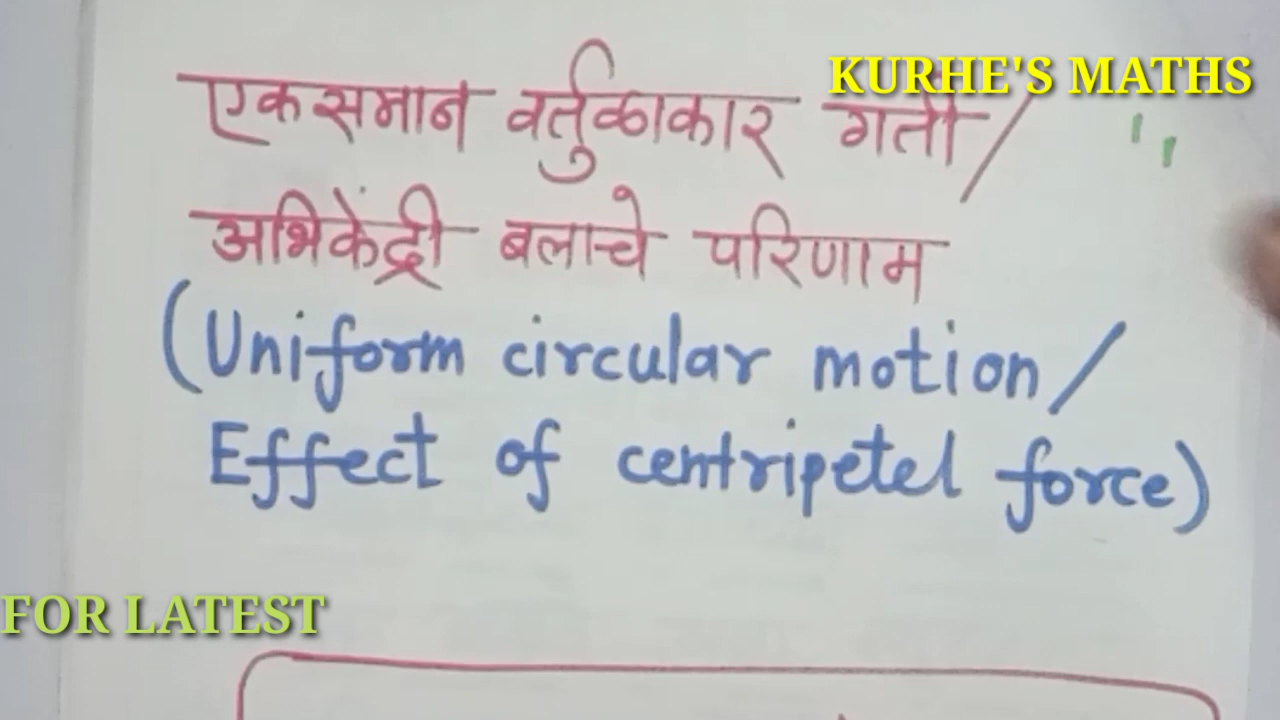 KURHE'S MATHS
एकसमान वर्तुळाकार गती/
अभिकेंद्री बलाचे परिणाम
(Uniform circular motion/
Effect of centripetel force)
FOR LATEST